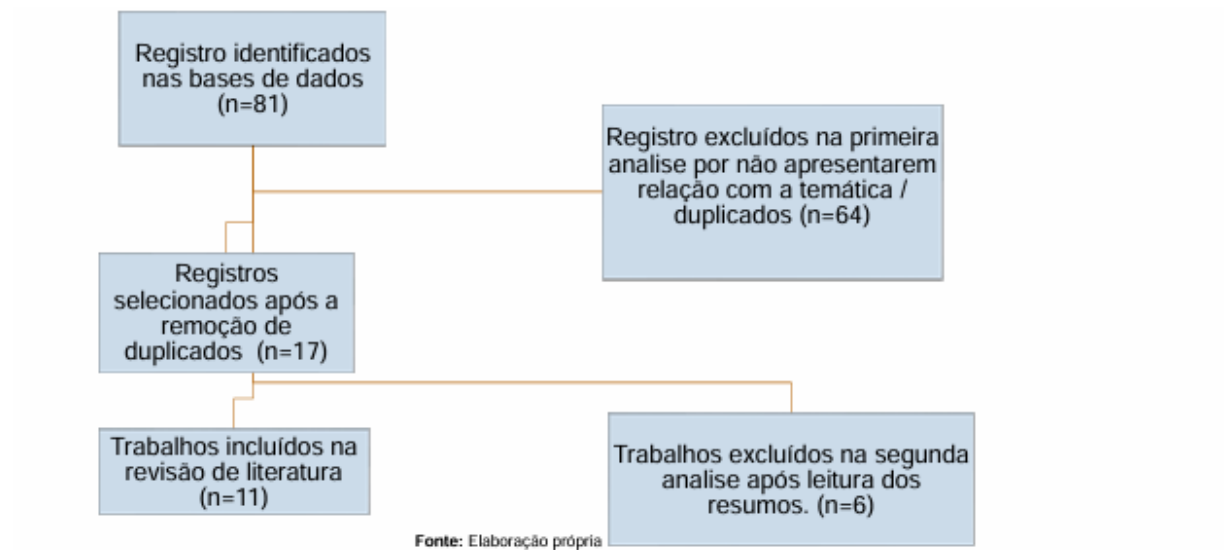 Registro identificados
nas bases de dados
(n=81)
Registro excluídos na primeira
analise por não apresentarem
relação com a temática /
duplicados (n=64)
Registros
selecionados após a
remoção de
duplicados (n=17)
Trabalhos incluídos na
revisão de literatura
(n=11)
Trabalhos excluídos na segunda
analise após leitura dos
resumos. (n=6)
Fonte: Elaboração própria